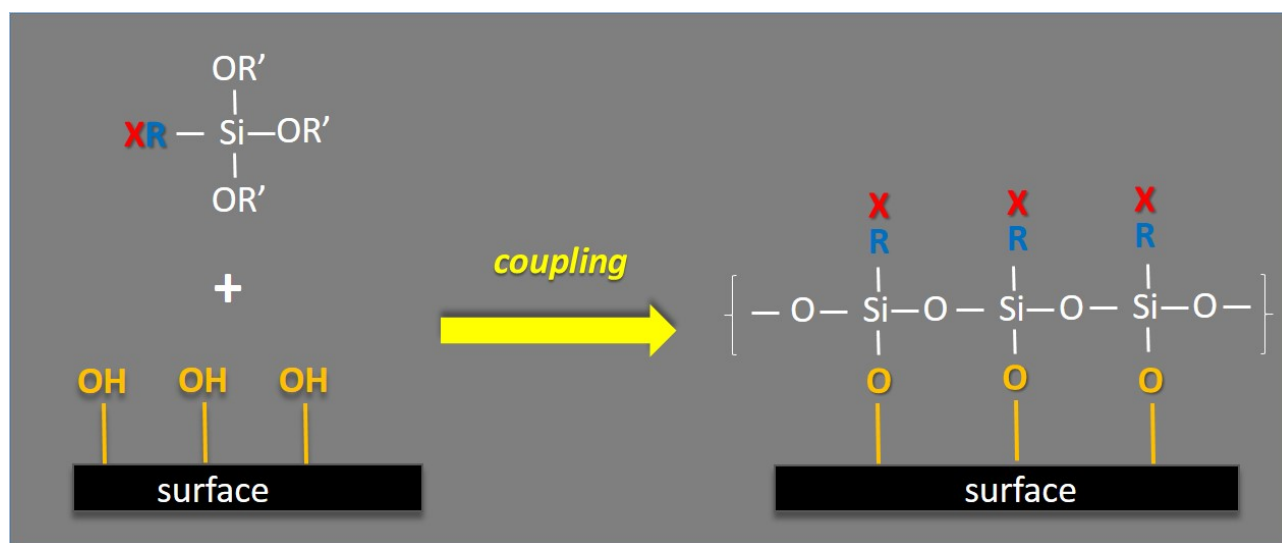 OR’
XR — Si — OR’
OR’
+
OH OH OH
surface
coupling
X X X
R R R
— O — Si — O — Si — O — Si — O —
O O O
surface